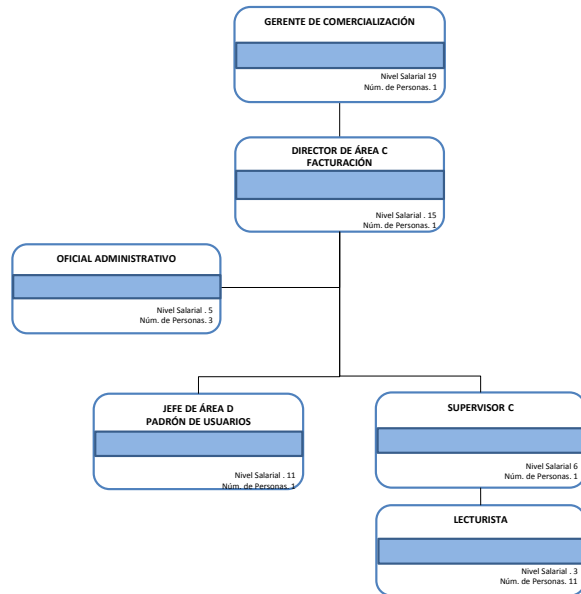 GERENTE DE COMERCIALIZACIÓN
Nivel Salarial 19
Núm. de Personas. 1
DIRECTOR DE ÁREA C
FACTURACIÓN
Nivel Salarial . 15
Núm. de Personas. 1
OFICIAL ADMINISTRATIVO
Nivel Salarial . 5
Núm. de Personas. 3
JEFE DE ÁREA D
PADRÓN DE USUARIOS
Nivel Salarial . 11
Núm. de Personas. 1
SUPERVISOR C
Nivel Salarial 6
Núm. de Personas. 1
LECTURISTA
Nivel Salarial . 3
Núm. de Personas. 11